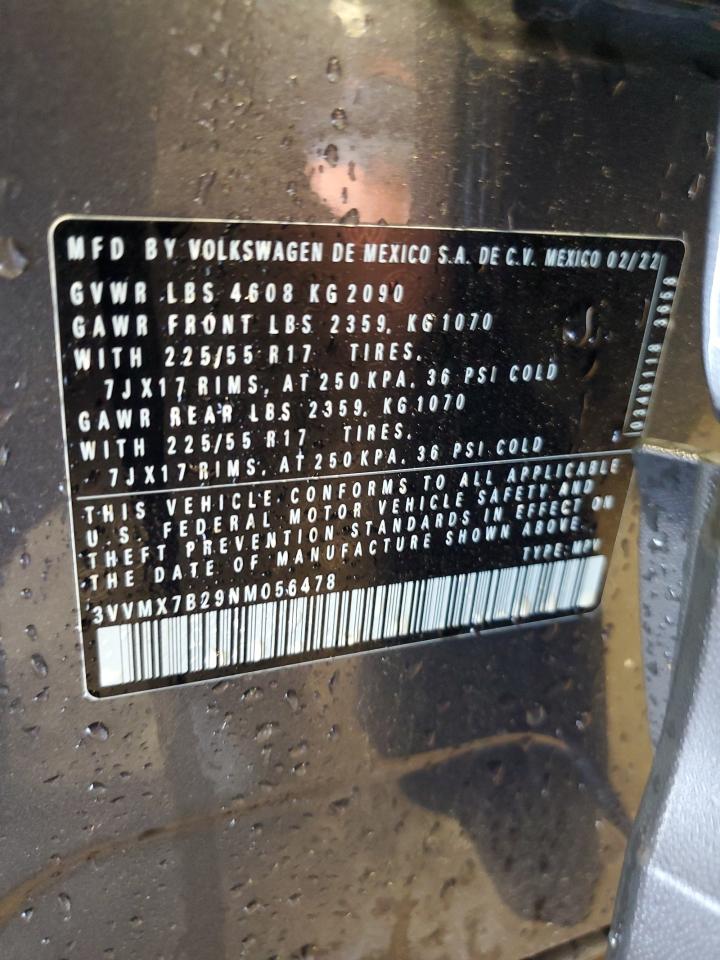 MFD BY VOLKSWAGEN DE MEXICO S.A. DE C.V. MEXICO 02/22
GVWR LBS 4608 KG 2090
GAWR FRONT LBS 2359, KG 1070
WITH 225/55 R17 TIRES,
7JX17 RIMS, AT 250 KPA, 36 PSI COLD
GAWR REAR LBS 2359, KG 1070
WITH 225/55 R17 TIRES,
7JX17 RIMS, AT 250 KPA, 36 PSI COLD
THIS VEHICLE CONFORMS TO ALL APPLICABLE
U.S. FEDERAL MOTOR VEHICLE SAFETY AND
THEFT PREVENTION STANDARDS IN EFFECT ON
THE DATE OF MANUFACTURE SHOWN ABOVE.
TYPE: MPV
3VVMX7B29NM056478
0348118 3668